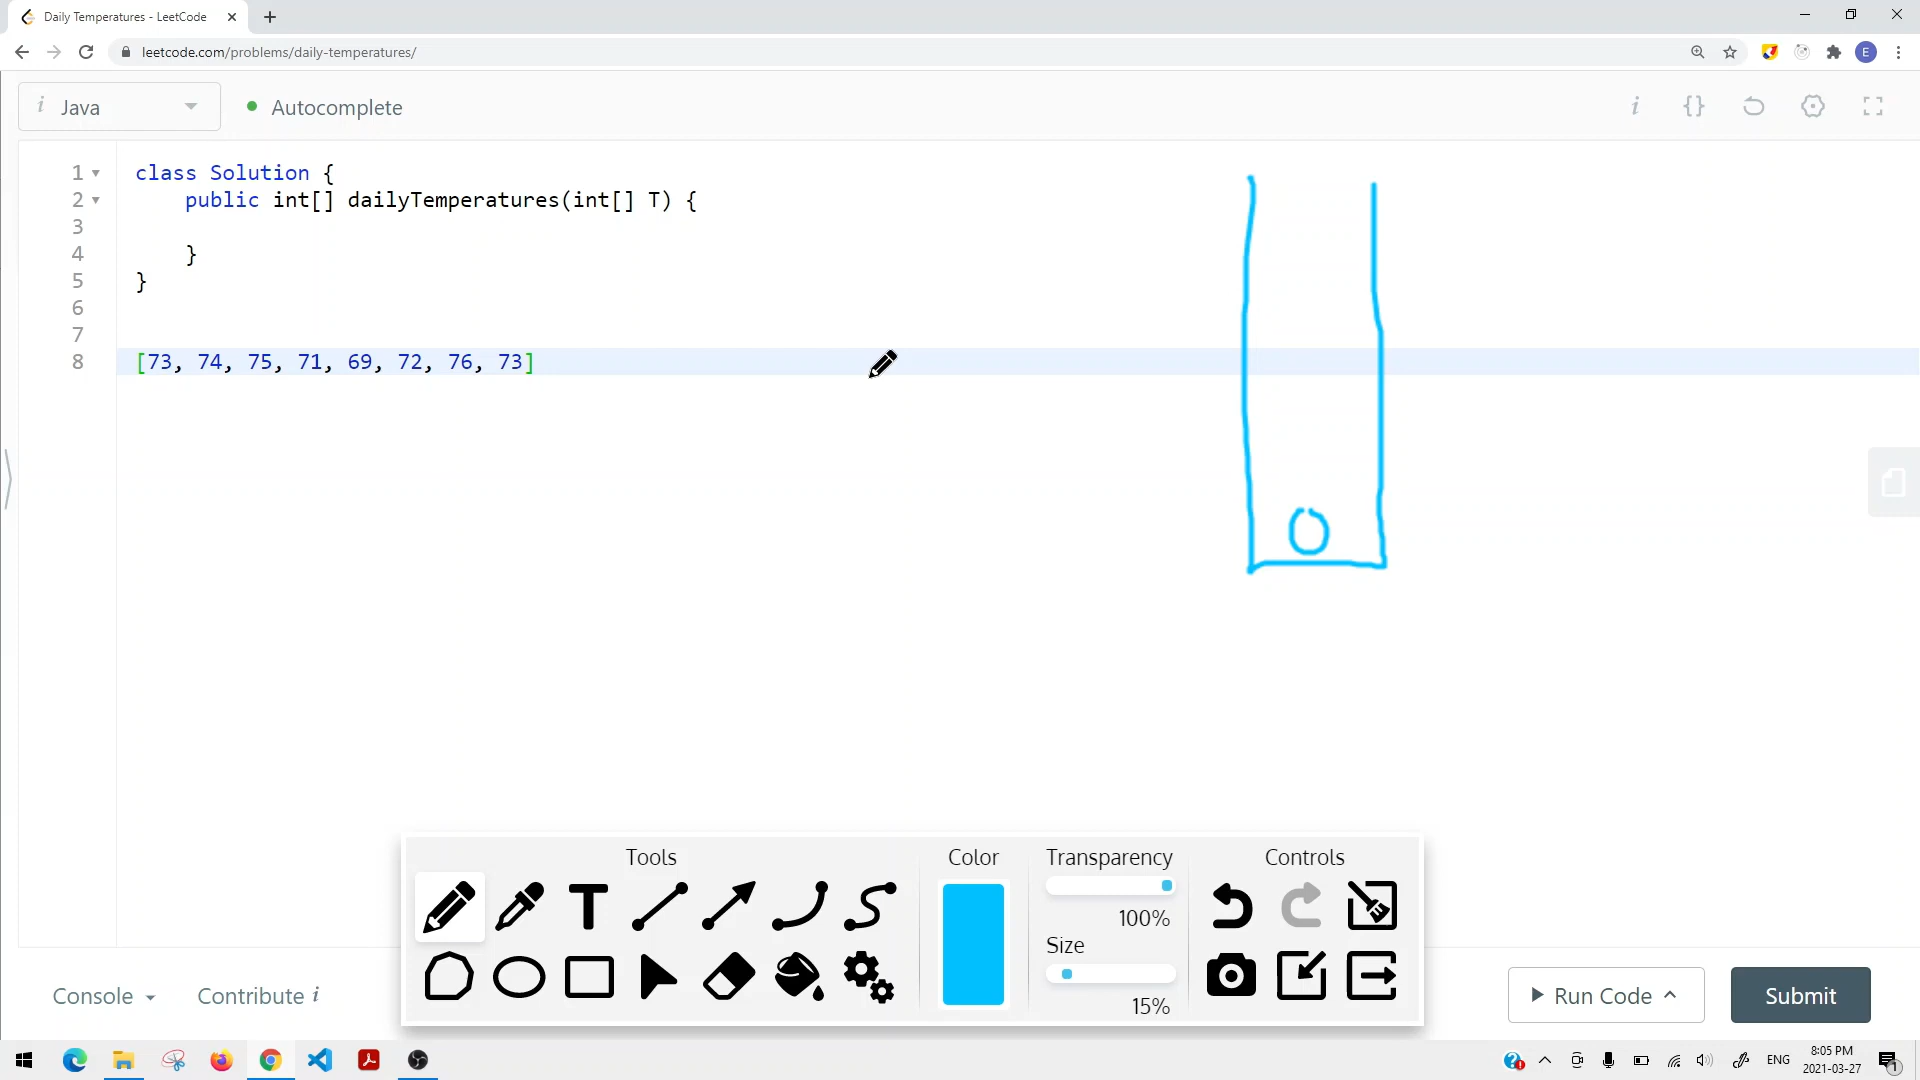 Daily Temperatures - LeetCode
leetcode.com/problems/daily-temperatures/
E
i Java
Autocomplete
i {}
1 class Solution {
2 public int[] dailyTemperatures(int[] T) {
3
4 }
5 }
6
7
8 [73, 74, 75, 71, 69, 72, 76, 73]
0
Tools Color Transparency Controls
T
100%
Size
15%
Console Contribute i Run Code Submit
ENG 8:05 PM
2021-03-27
1